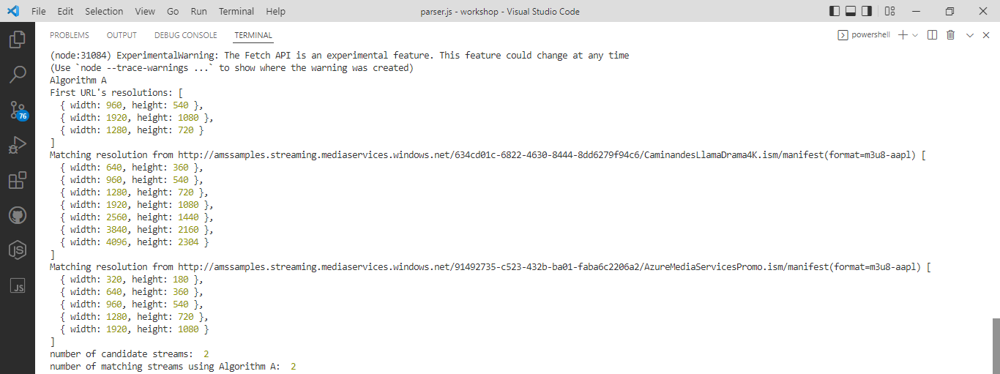 File Edit Selection View Go Run Terminal Help parser.js - workshop - Visual Studio Code
PROBLEMS OUTPUT DEBUG CONSOLE TERMINAL powershell
(node:31084) ExperimentalWarning: The Fetch API is an experimental feature. This feature could change at any time
(Use `node --trace-warnings ...` to show where the warning was created)
Algorithm A
First URL's resolutions: [
  { width: 960, height: 540 },
  { width: 1920, height: 1080 },
  { width: 1280, height: 720 }
]
Matching resolution from http://amssamples.streaming.mediaservices.windows.net/634cd01c-6822-4630-8444-8dd6279f94c6/CaminandesLlamaDrama4K.ism/manifest(format=m3u8-aapl) [
  { width: 640, height: 360 },
  { width: 960, height: 540 },
  { width: 1280, height: 720 },
  { width: 1920, height: 1080 },
  { width: 2560, height: 1440 },
  { width: 3840, height: 2160 },
  { width: 4096, height: 2304 }
]
Matching resolution from http://amssamples.streaming.mediaservices.windows.net/91492735-c523-432b-ba01-faba6c2206a2/AzureMediaServicesPromo.ism/manifest(format=m3u8-aapl) [
  { width: 320, height: 180 },
  { width: 640, height: 360 },
  { width: 960, height: 540 },
  { width: 1280, height: 720 },
  { width: 1920, height: 1080 }
]
number of candidate streams:  2
number of matching streams using Algorithm A:  2
76
JS
JS